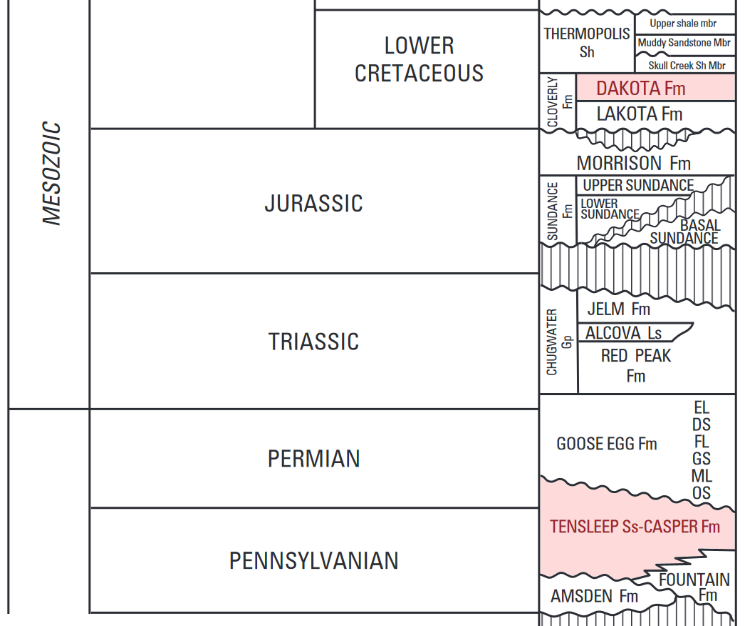 MESOZOIC
LOWER
CRETACEOUS
JURASSIC
TRIASSIC
PERMIAN
PENNSYLVANIAN
THERMOPOLIS
Sh
Upper shale mbr
Muddy Sandstone Mbr
Skull Creek Sh Mbr
CLOVERLY
Fm
DAKOTA Fm
LAKOTA Fm
MORRISON Fm
SUNDANCE
Fm
UPPER SUNDANCE
LOWER
SUNDANCE
BASAL
SUNDANCE
CHUGWATER
Gp
JELM Fm
ALCOVA Ls
RED PEAK
Fm
GOOSE EGG Fm
EL
DS
FL
GS
ML
OS
TENSLEEP Ss-CASPER Fm
AMSDEN Fm
FOUNTAIN
Fm